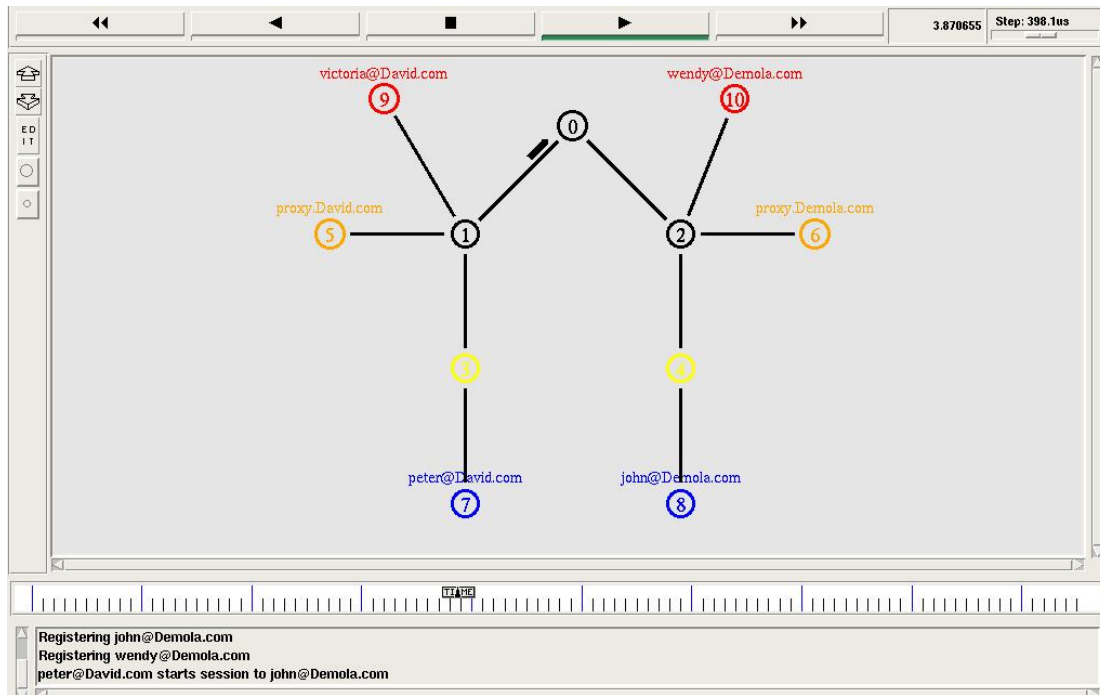 3.870655
Step: 398.1us
ED
IT
victoria@David.com
wendy@Demola.com
9
10
0
proxy.David.com
proxy.Demola.com
5
1
2
6
3
4
peter@David.com
john@Demola.com
7
8
TIME
Registering john@Demola.com
Registering wendy@Demola.com
peter@David.com starts session to john@Demola.com